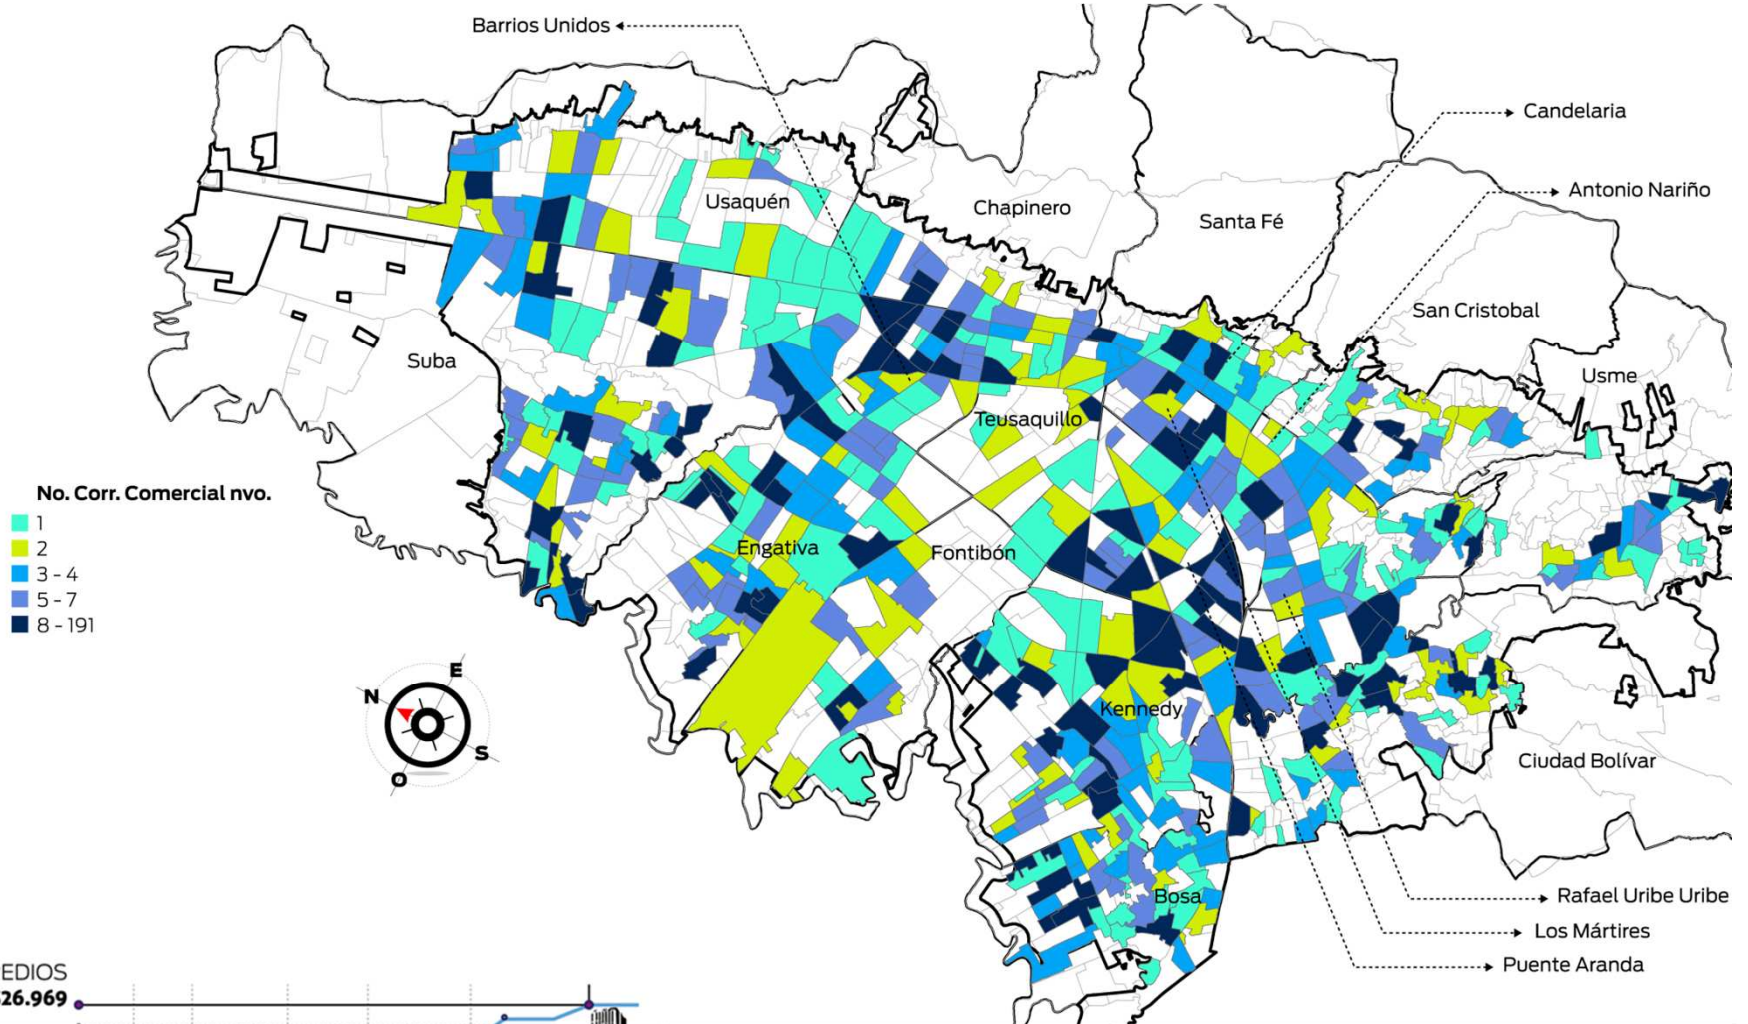 Barrios Unidos
Candelaria
Antonio Nariño
Usaquén
Chapinero
Santa Fé
San Cristobal
Suba
Usme
Teusaquillo
No. Corr. Comercial nvo.
1
2
3 - 4
5 - 7
8 - 191
Engativa
Fontibón
E
N
S
O
Kennedy
Ciudad Bolívar
Bosa
Rafael Uribe Uribe
Los Mártires
Puente Aranda
EDIOS
26.969